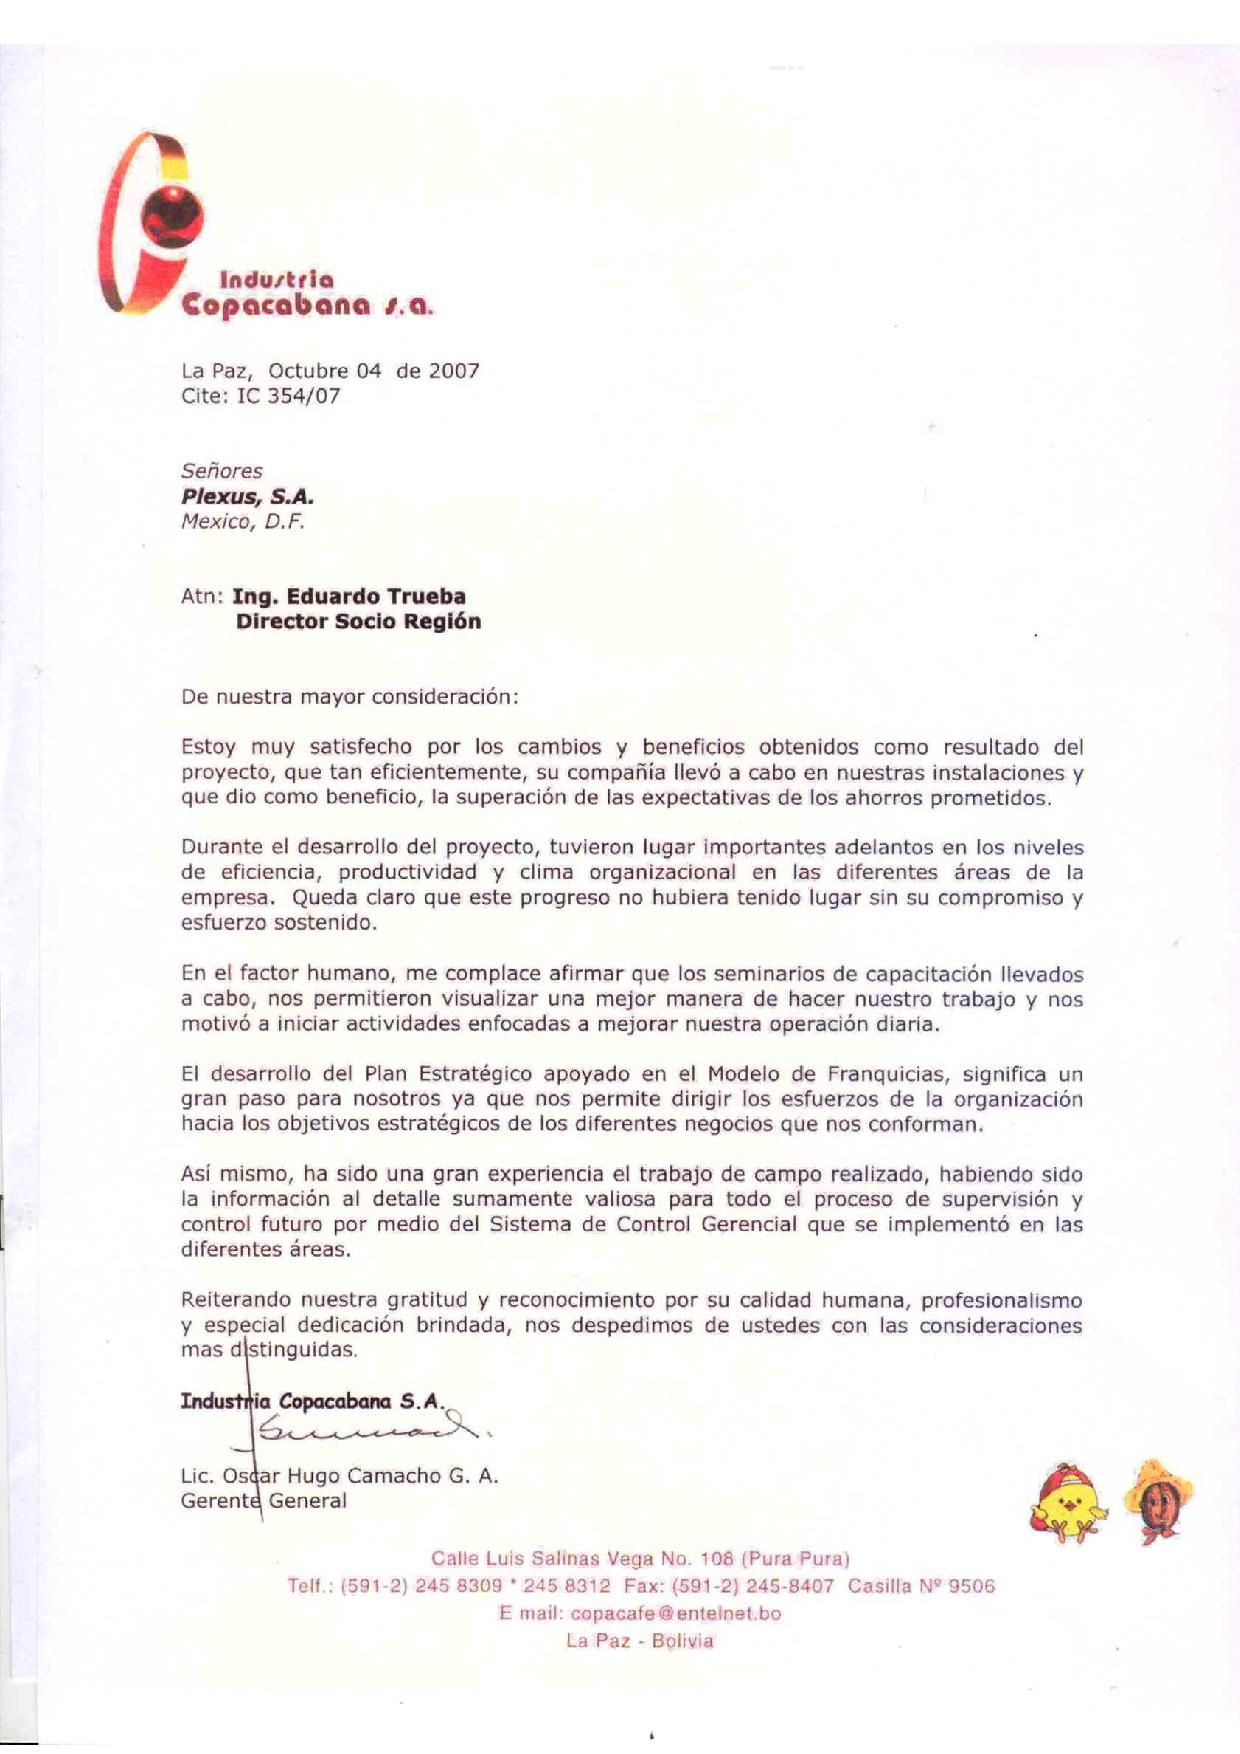 Industria
Copacabana s.a.
La Paz, Octubre 04 de 2007
Cite: IC 354/07
Señores
Plexus, S.A.
Mexico, D.F.
Atn: Ing. Eduardo Trueba
Director Socio Región
De nuestra mayor consideración:
Estoy muy satisfecho por los cambios y beneficios obtenidos como resultado del
proyecto, que tan eficientemente, su compañía llevó a cabo en nuestras instalaciones y
que dio como beneficio, la superación de las expectativas de los ahorros prometidos.
Durante el desarrollo del proyecto, tuvieron lugar importantes adelantos en los niveles
de eficiencia, productividad y clima organizacional en las diferentes áreas de la
empresa. Queda claro que este progreso no hubiera tenido lugar sin su compromiso y
esfuerzo sostenido.
En el factor humano, me complace afirmar que los seminarios de capacitación llevados
a cabo, nos permitieron visualizar una mejor manera de hacer nuestro trabajo y nos
motivó a iniciar actividades enfocadas a mejorar nuestra operación diaria.
El desarrollo del Plan Estratégico apoyado en el Modelo de Franquicias, significa un
gran paso para nosotros ya que nos permite dirigir los esfuerzos de la organización
hacia los objetivos estratégicos de los diferentes negocios que nos conforman.
Así mismo, ha sido una gran experiencia el trabajo de campo realizado, habiendo sido
la información al detalle sumamente valiosa para todo el proceso de supervisión y
control futuro por medio del Sistema de Control Gerencial que se implementó en las
diferentes áreas.
Reiterando nuestra gratitud y reconocimiento por su calidad humana, profesionalismo
y especial dedicación brindada, nos despedimos de ustedes con las consideraciones
mas distinguidas.
Industria Copacabana S.A.
Lic. Oscar Hugo Camacho G. A.
Gerente General
Calle Luis Salinas Vega No. 108 (Pura Pura)
Telf.: (591-2) 245 8309 * 245 8312 Fax: (591-2) 245-8407 Casilla Nº 9506
E mail: copacafe@entelnet.bo
La Paz - Bolivia